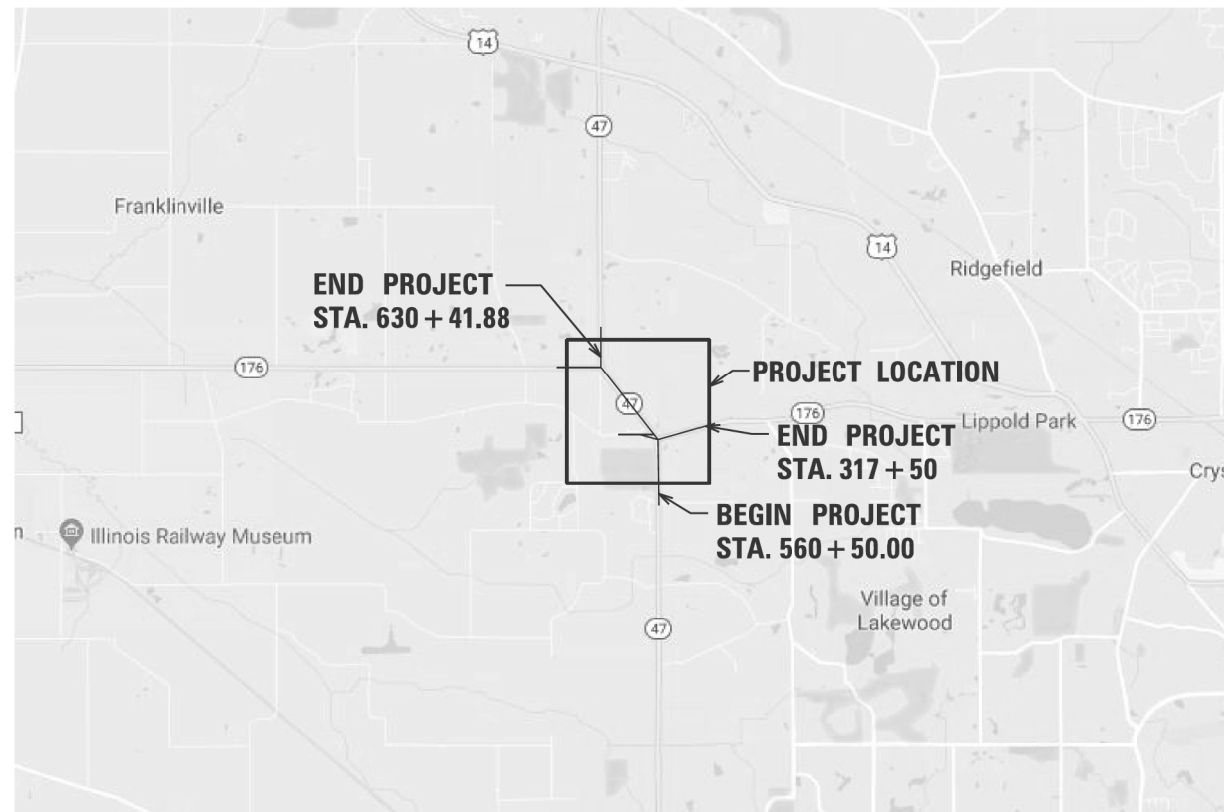 14
47
Franklinville
14
Ridgefield
END PROJECT
STA. 630 + 41.88
176
PROJECT LOCATION
47
176
Lippold Park
176
END PROJECT
STA. 317 + 50
Crys
BEGIN PROJECT
STA. 560 + 50.00
n
Illinois Railway Museum
Village of
Lakewood
47